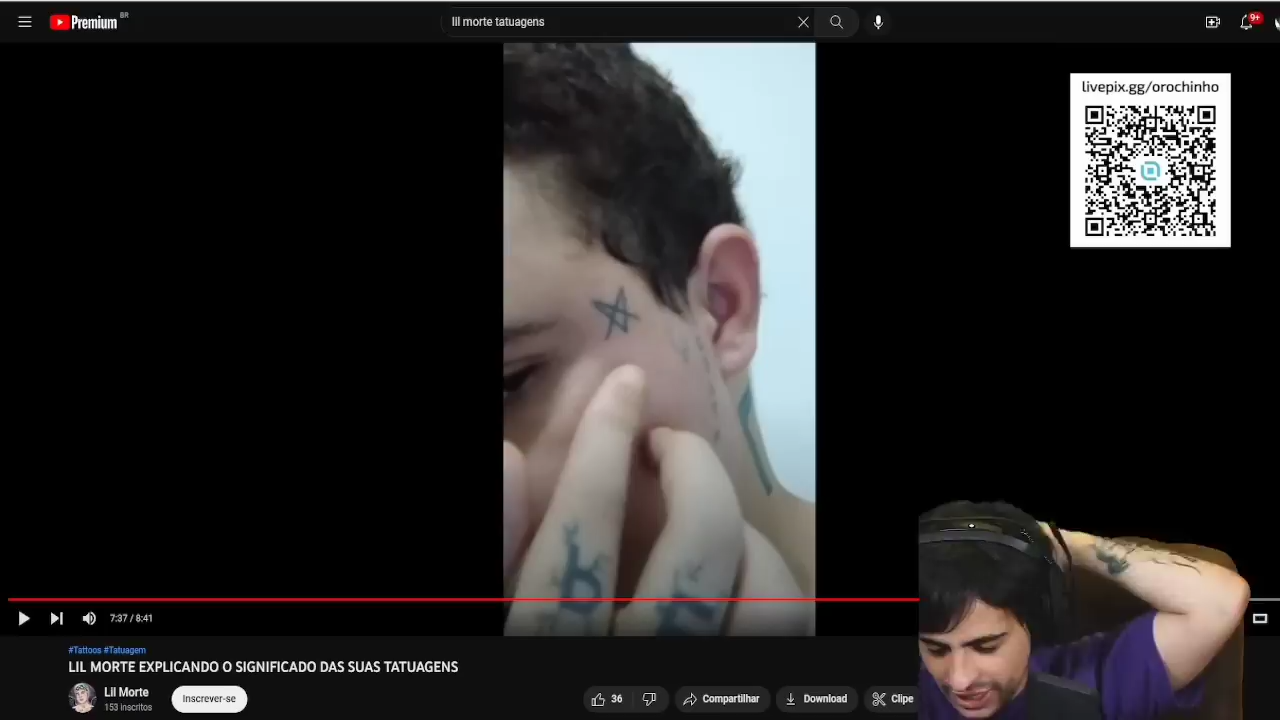 Premium BR
lil morte tatuagens
9+
livepix.gg/orochinho
7:37 / 8:41
#Tattoos #Tatuagem
LIL MORTE EXPLICANDO O SIGNIFICADO DAS SUAS TATUAGENS
Lil Morte
153 inscritos
Inscrever-se
36
Compartilhar
Download
Clipe